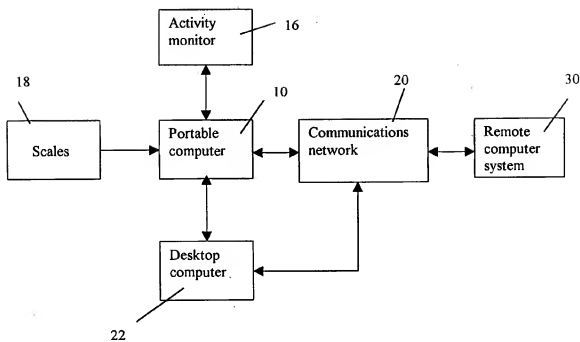 Activity
monitor
16
18
10
20
30
Scales
Portable
computer
Communications
network
Remote
computer
system
Desktop
computer
22